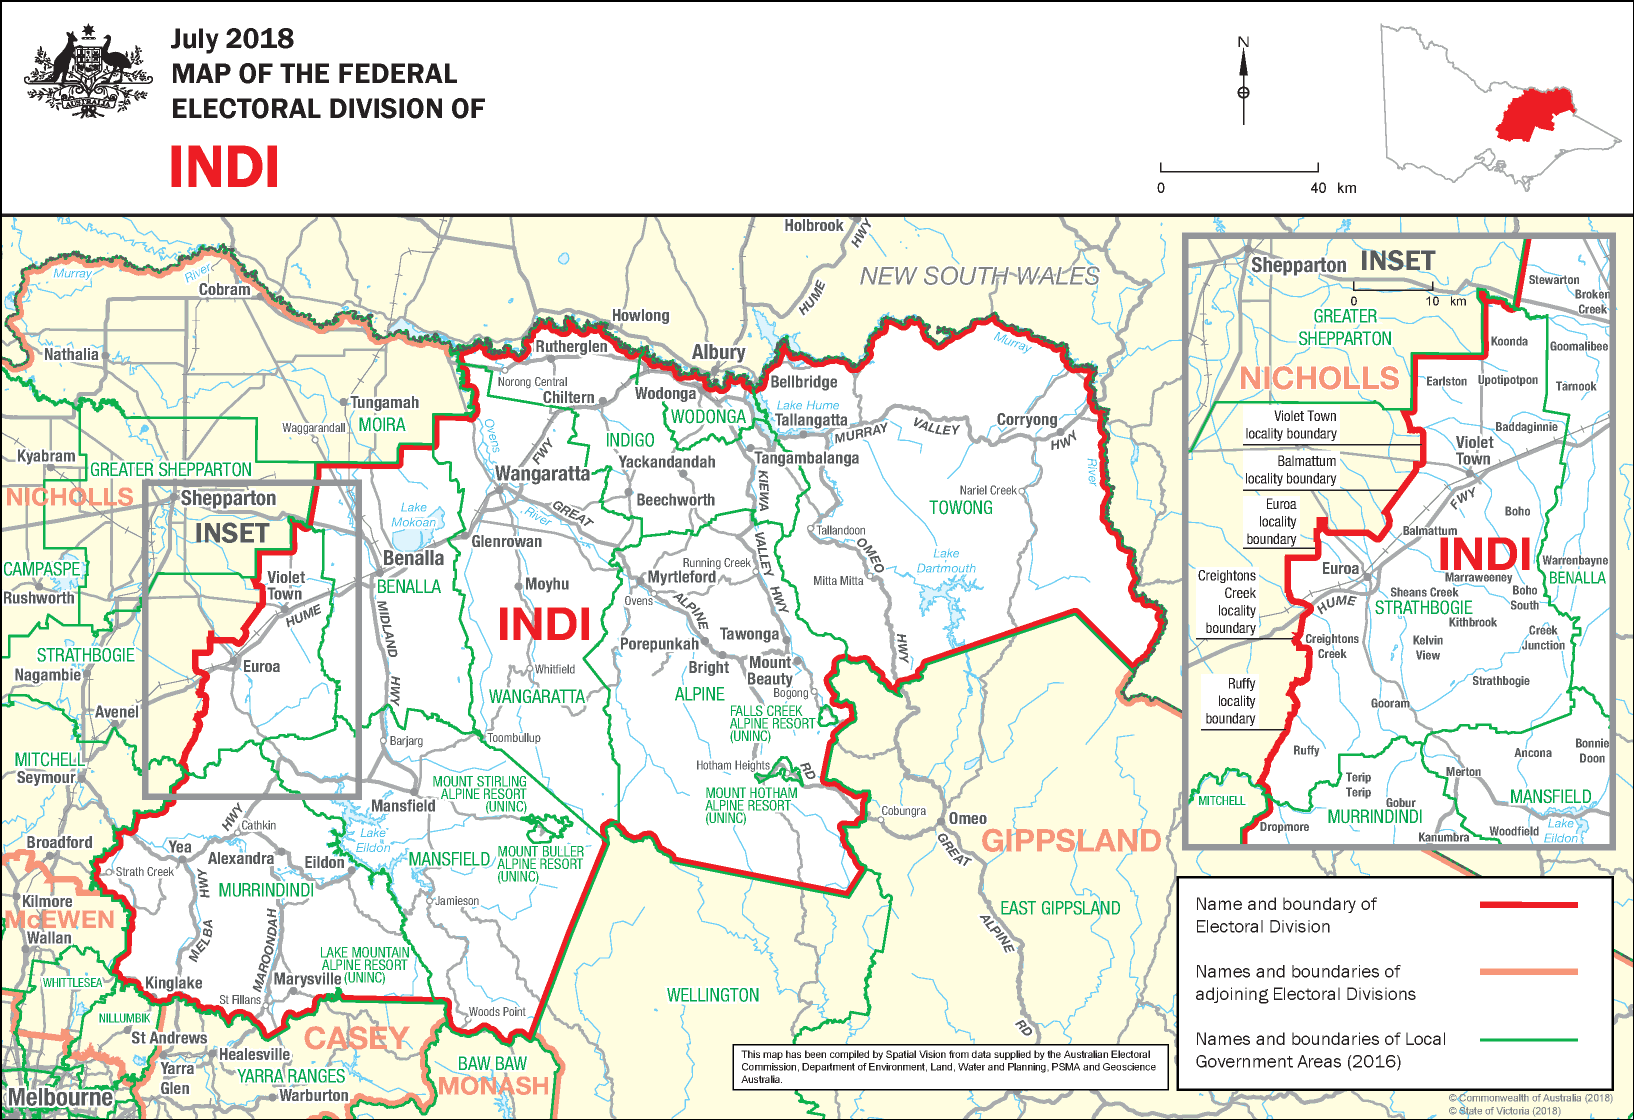 July 2018
MAP OF THE FEDERAL
ELECTORAL DIVISION OF
INDI
AUSTRALIA
N
0 40 km
Holbrook
HWY
NEW SOUTH WALES
HUME
Murray River
Cobram
Howlong
Rutherglen
Albury
Murray
Nathalia
Norong Central
Bellbridge
Chiltern
Wodonga
Lake Hume
Tungamah
WODONGA
Tallangatta
Corryong
MOIRA
Waggarandall
Ovens
FWY
INDIGO
MURRAY VALLEY HWY
Kyabram
Yackandandah
Tangambalanga
GREATER SHEPPARTON
Wangaratta
River
NICHOLLS
Shepparton
Beechworth
KIEWA
Nariel Creek
INSET
Lake
Mokoan
River
GREAT
TOWONG
Tallandoon
Glenrowan
Benalla
VALLEY
OMEO
Lake
Dartmouth
CAMPASPE
Violet
Town
BENALLA
Moyhu
Running Creek
Myrtleford
Mitta Mitta
Rushworth
HUME
MIDLAND
INDI
Ovens
ALPINE
HWY
STRATHBOGIE
Porepunkah
Tawonga
HWY
Nagambie
Euroa
Whitfield
Bright
Mount
Beauty
HWY
WANGARATTA
ALPINE
Bogong
Avenel
FALLS CREEK
ALPINE RESORT
(UNINC)
Barjarg
Toombullup
MITCHELL
Seymour
Hotham Heights
RD
MOUNT STIRLING
ALPINE RESORT
(UNINC)
MOUNT HOTHAM
ALPINE RESORT
(UNINC)
Mansfield
Cobungra
Omeo
HWY
Cathkin
Lake
Eildon
Broadford
Yea
Alexandra
Eildon
MANSFIELD
MOUNT BULLER
ALPINE RESORT
(UNINC)
GREAT
GIPPSLAND
Strath Creek
HWY
MURRINDINDI
Kilmore
Jamieson
EAST GIPPSLAND
McEWEN
MELBA
ALPINE
Wallan
MAROONDAH
LAKE MOUNTAIN
ALPINE RESORT
(UNINC)
WHITTLESEA
Kinglake
Marysville
WELLINGTON
St Fillans
Woods Point
NILLUMBIK
RD
St Andrews
CASEY
Healesville
Yarra
Glen
YARRA RANGES
BAW BAW
MONASH
Warburton
Melbourne
This map has been compiled by Spatial Vision from data supplied by the Australian Electoral
Commission, Department of Environment, Land, Water and Planning, PSMA and Geoscience
Australia.
Shepparton INSET
0 10 km
Stewarton
Broken
Creek
GREATER
SHEPPARTON
Koonda
Goomalibee
NICHOLLS
Earlston
Upotipotpon
Tarnook
Violet Town
locality boundary
Baddaginnie
Violet
Town
Balmattum
locality boundary
FWY
Euroa
locality
boundary
Boho
Balmattum
INDI
Warrenbayne
Creightons
Creek
locality
boundary
Euroa
Marraweeney
BENALLA
Sheans Creek
Boho
South
HUME
STRATHBOGIE
Kithbrook
Creightons
Creek
Kelvin
View
Creek
Junction
Ruffy
locality
boundary
Strathbogie
Gooram
Ruffy
Ancona
Bonnie
Doon
Terip
Terip
Merton
MITCHELL
Gobur
MANSFIELD
MURRINDINDI
Dropmore
Kanumbra
Woodfield
Lake
Eildon
Name and boundary of
Electoral Division
Names and boundaries of
adjoining Electoral Divisions
Names and boundaries of Local
Government Areas (2016)
© Commonwealth of Australia (2018)
© State of Victoria (2018)